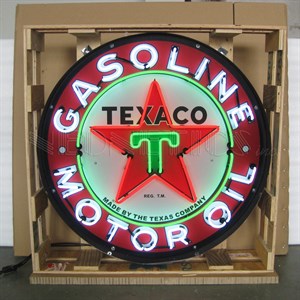 GASOLINE
TEXACO
T
REG. T.M.
MADE BY THE TEXAS COMPANY
MOTOR OIL